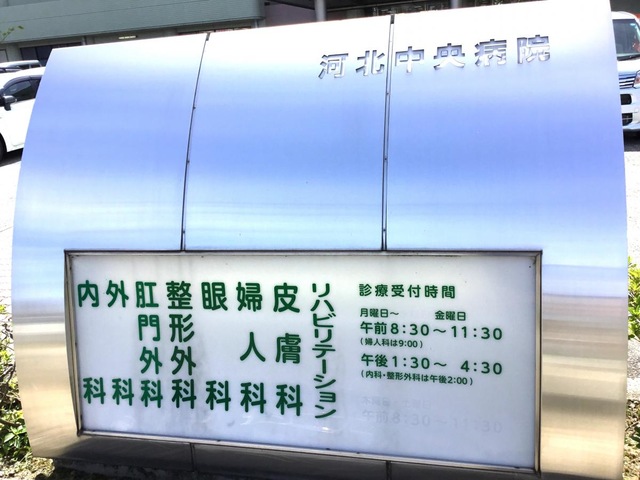 河北中央病院
内科
外科
肛門外科
整形外科
眼科
婦人科
皮膚科
リハビリテーション
診療受付時間
月曜日～ 金曜日
午前8:30～11:30
(婦人科は9:00)
午後1:30～ 4:30
(内科・整形外科は午後2:00)
午前8:30～11:30